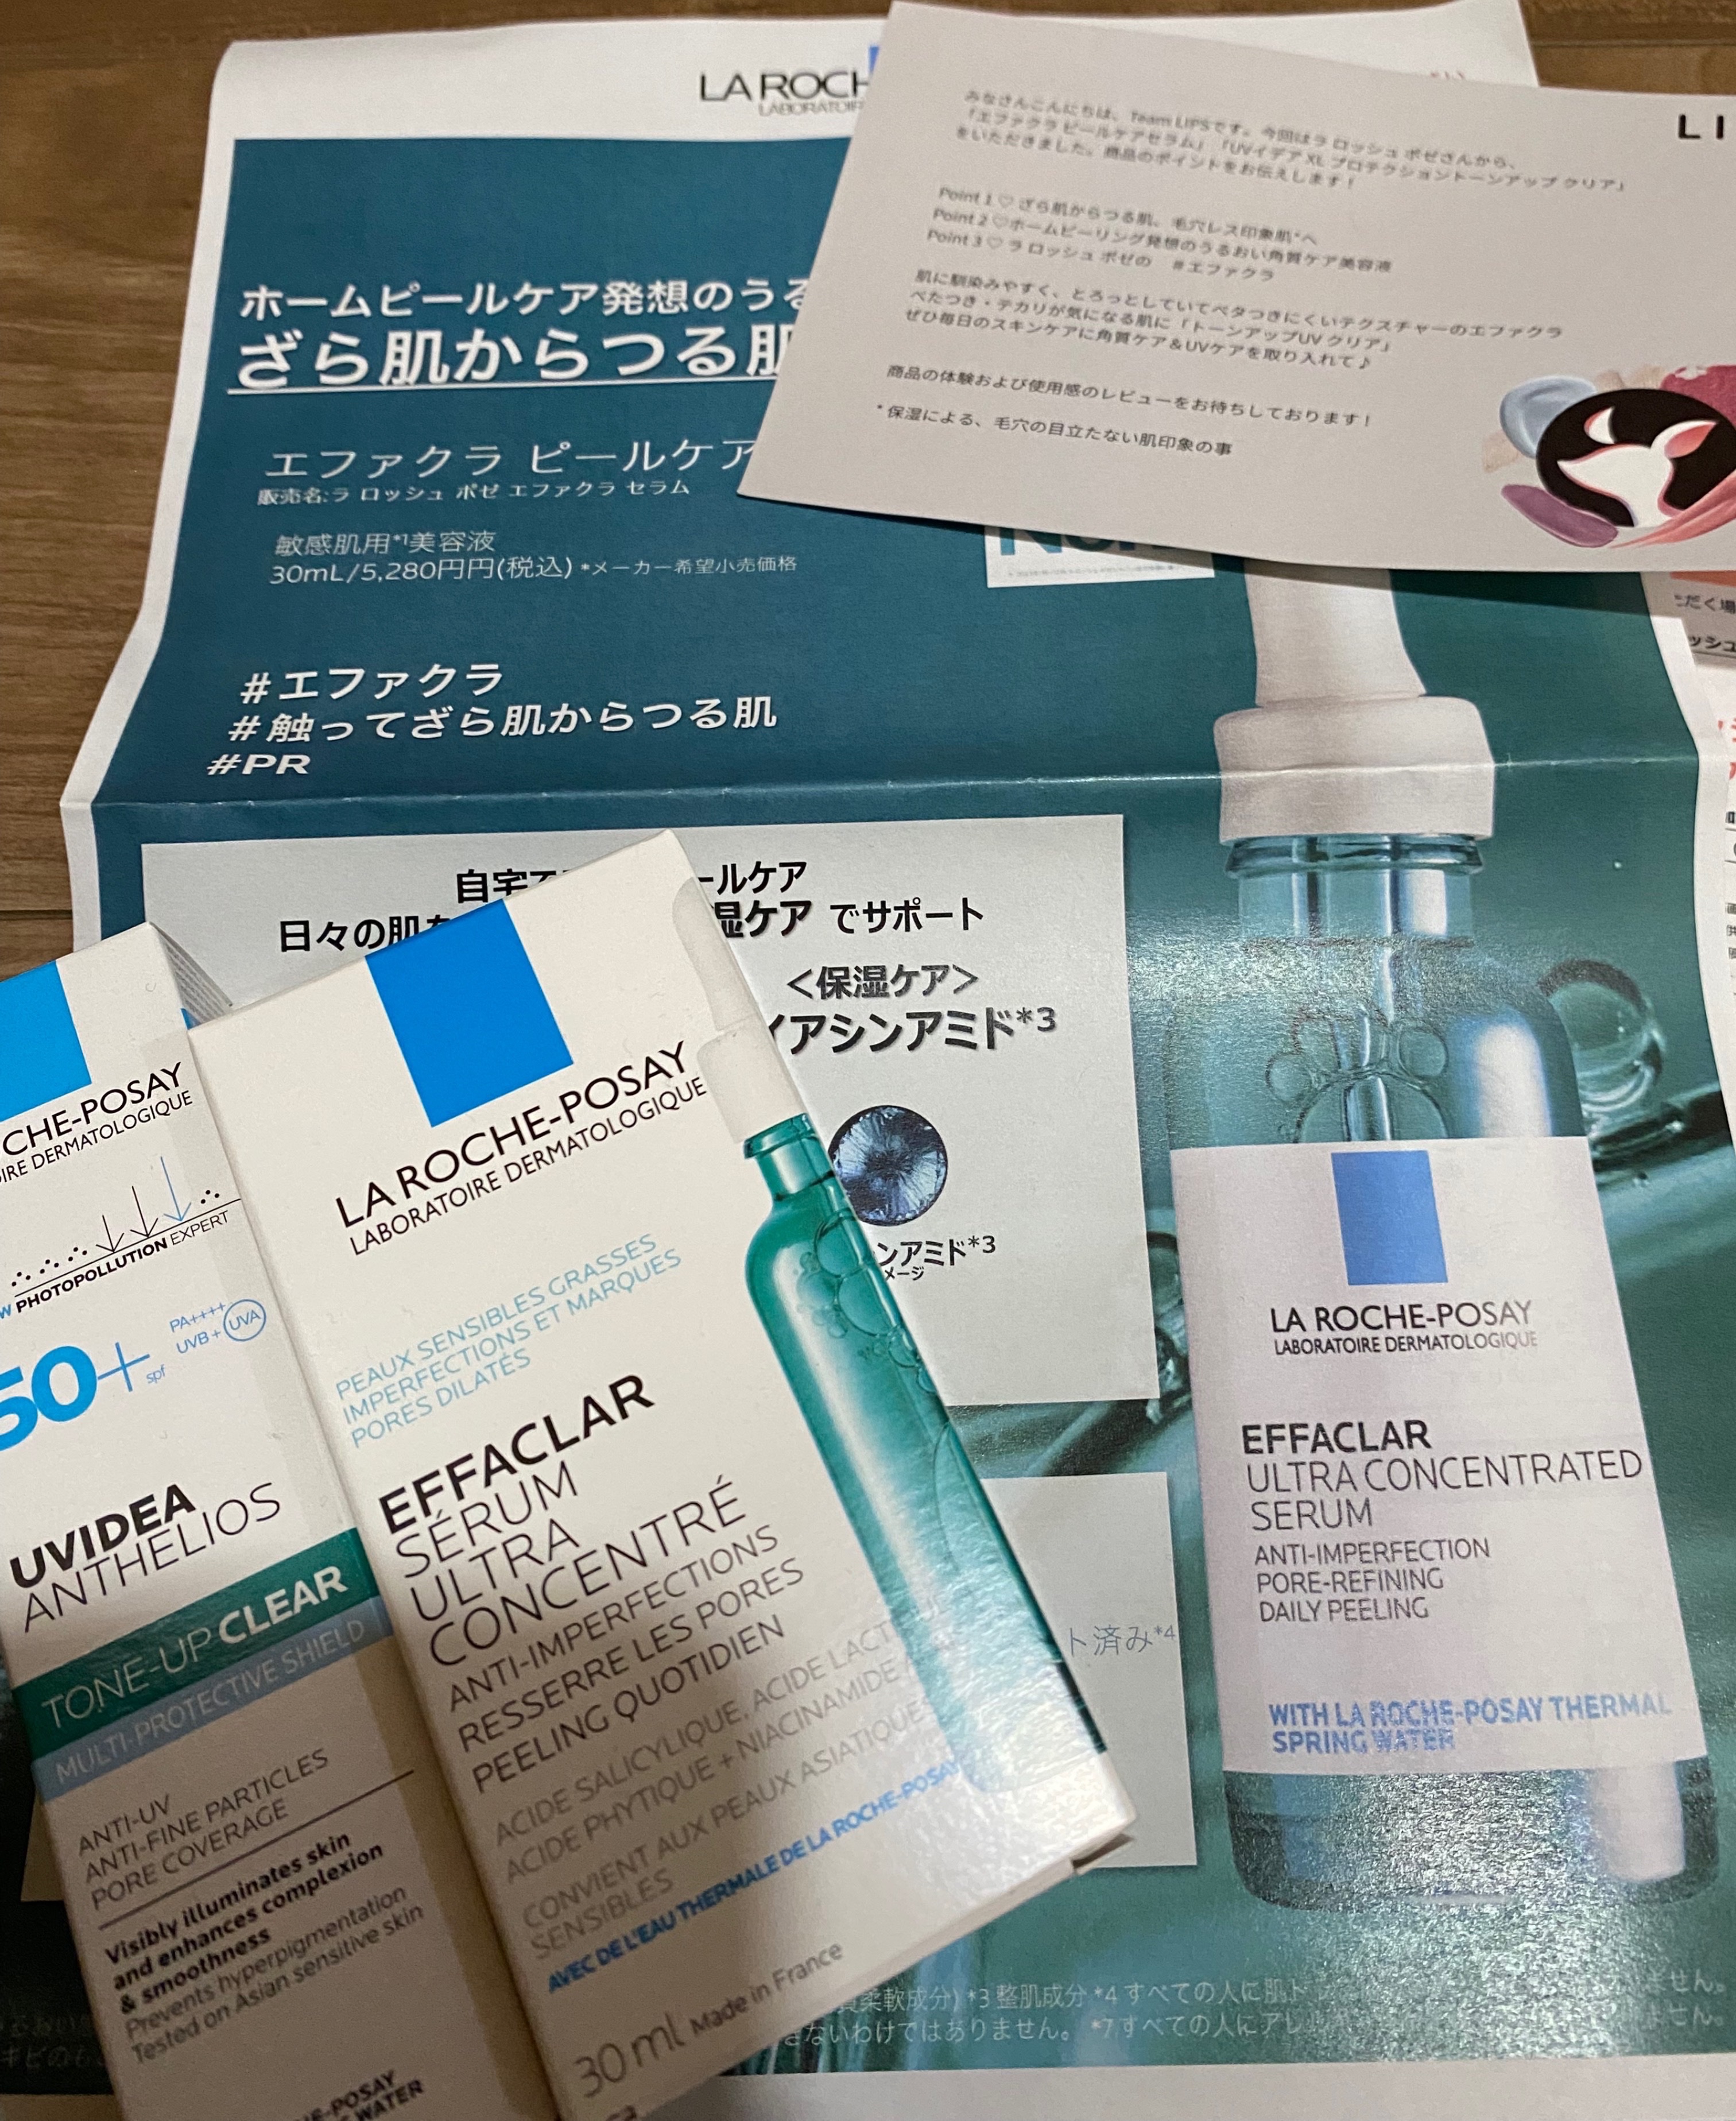 LA ROCH
LABORATOIR
ホームピールケア発想のうる
ざら肌からつる肌
エファクラ ピールケア
販売名:ラ ロッシュ ポゼ エファクラ セラム
敏感肌用*1美容液
30mL/5,280円円(税込) *メーカー希望小売価格
#エファクラ
#触ってざら肌からつる肌
#PR
LI
みなさんこんにちは、Team LIPSです。今回はラ ロッシュ ポゼさんから、
「エファクラ ピールケアセラム」「UVイデア XL プロテクショントーンアップ クリア」
をいただきました。商品のポイントをお伝えします!
Point 1♡ざら肌からつる肌、毛穴レス印象肌*へ
Point 2♡ホームピーリング発想のうるおい角質ケア美容液
Point 3♡ラ ロッシュ ポゼの #エファクラ
肌に馴染みやすく、とろっとしていてベタつきにくいテクスチャーのエファクラ
べたつき・テカリが気になる肌に「トーンアップUV クリア」
ぜひ毎日のスキンケアに角質ケア&UVケアを取り入れて♪
商品の体験および使用感のレビューをお待ちしております!
*保湿による、毛穴の目立たない肌印象の事
だく場
ッシュ
自宅で
ールケア
日々の肌を
湿ケア でサポート
<保湿ケア>
イアシンアミド*3
ンアミド*3
メージ
ト済み*4
LA ROCHE-POSAY
LABORATOIRE DERMATOLOGIQUE
EFFACLAR
ULTRA CONCENTRATED
SERUM
ANTI-IMPERFECTION
PORE-REFINING
DAILY PEELING
WITH LA ROCHE-POSAY THERMAL
SPRING WATER
質柔軟成分) *3 整肌成分 *4 すべての人に肌ト
ません。
きないわけではありません。 *7 すべての人にアレ
ません。
CHE-POSAY
OIRE DERMATOLOGIQUE
W PHOTOPOLLUTION EXPERT
50+ spf
PA++++
UVB + UVA
UVIDEA
ANTHELIOS
TONE-UP CLEAR
MULTI-PROTECTIVE SHIELD
ANTI-UV
ANTI-FINE PARTICLES
PORE COVERAGE
Visibly illuminates skin
and enhances complexion
& smoothness
Prevents hyperpigmentation
Tested on Asian sensitive skin
E-POSAY
WATER
LA ROCHE-POSAY
LABORATOIRE DERMATOLOGIQUE
PEAUX SENSIBLES GRASSES
IMPERFECTIONS ET MARQUES
PORES DILATÉS
EFFACLAR
SÉRUM
ULTRA
CONCENTRÉ
ANTI-IMPERFECTIONS
RESSERRE LES PORES
PEELING QUOTIDIEN
ACIDE SALICYLIQUE, ACIDE LACTIQUE
ACIDE PHYTIQUE + NIACINAMIDE
CONVIENT AUX PEAUX ASIATIQUES
SENSIBLES
AVEC DE L'EAU THERMALE DE LA ROCHE-POSAY
30 ml Made in France